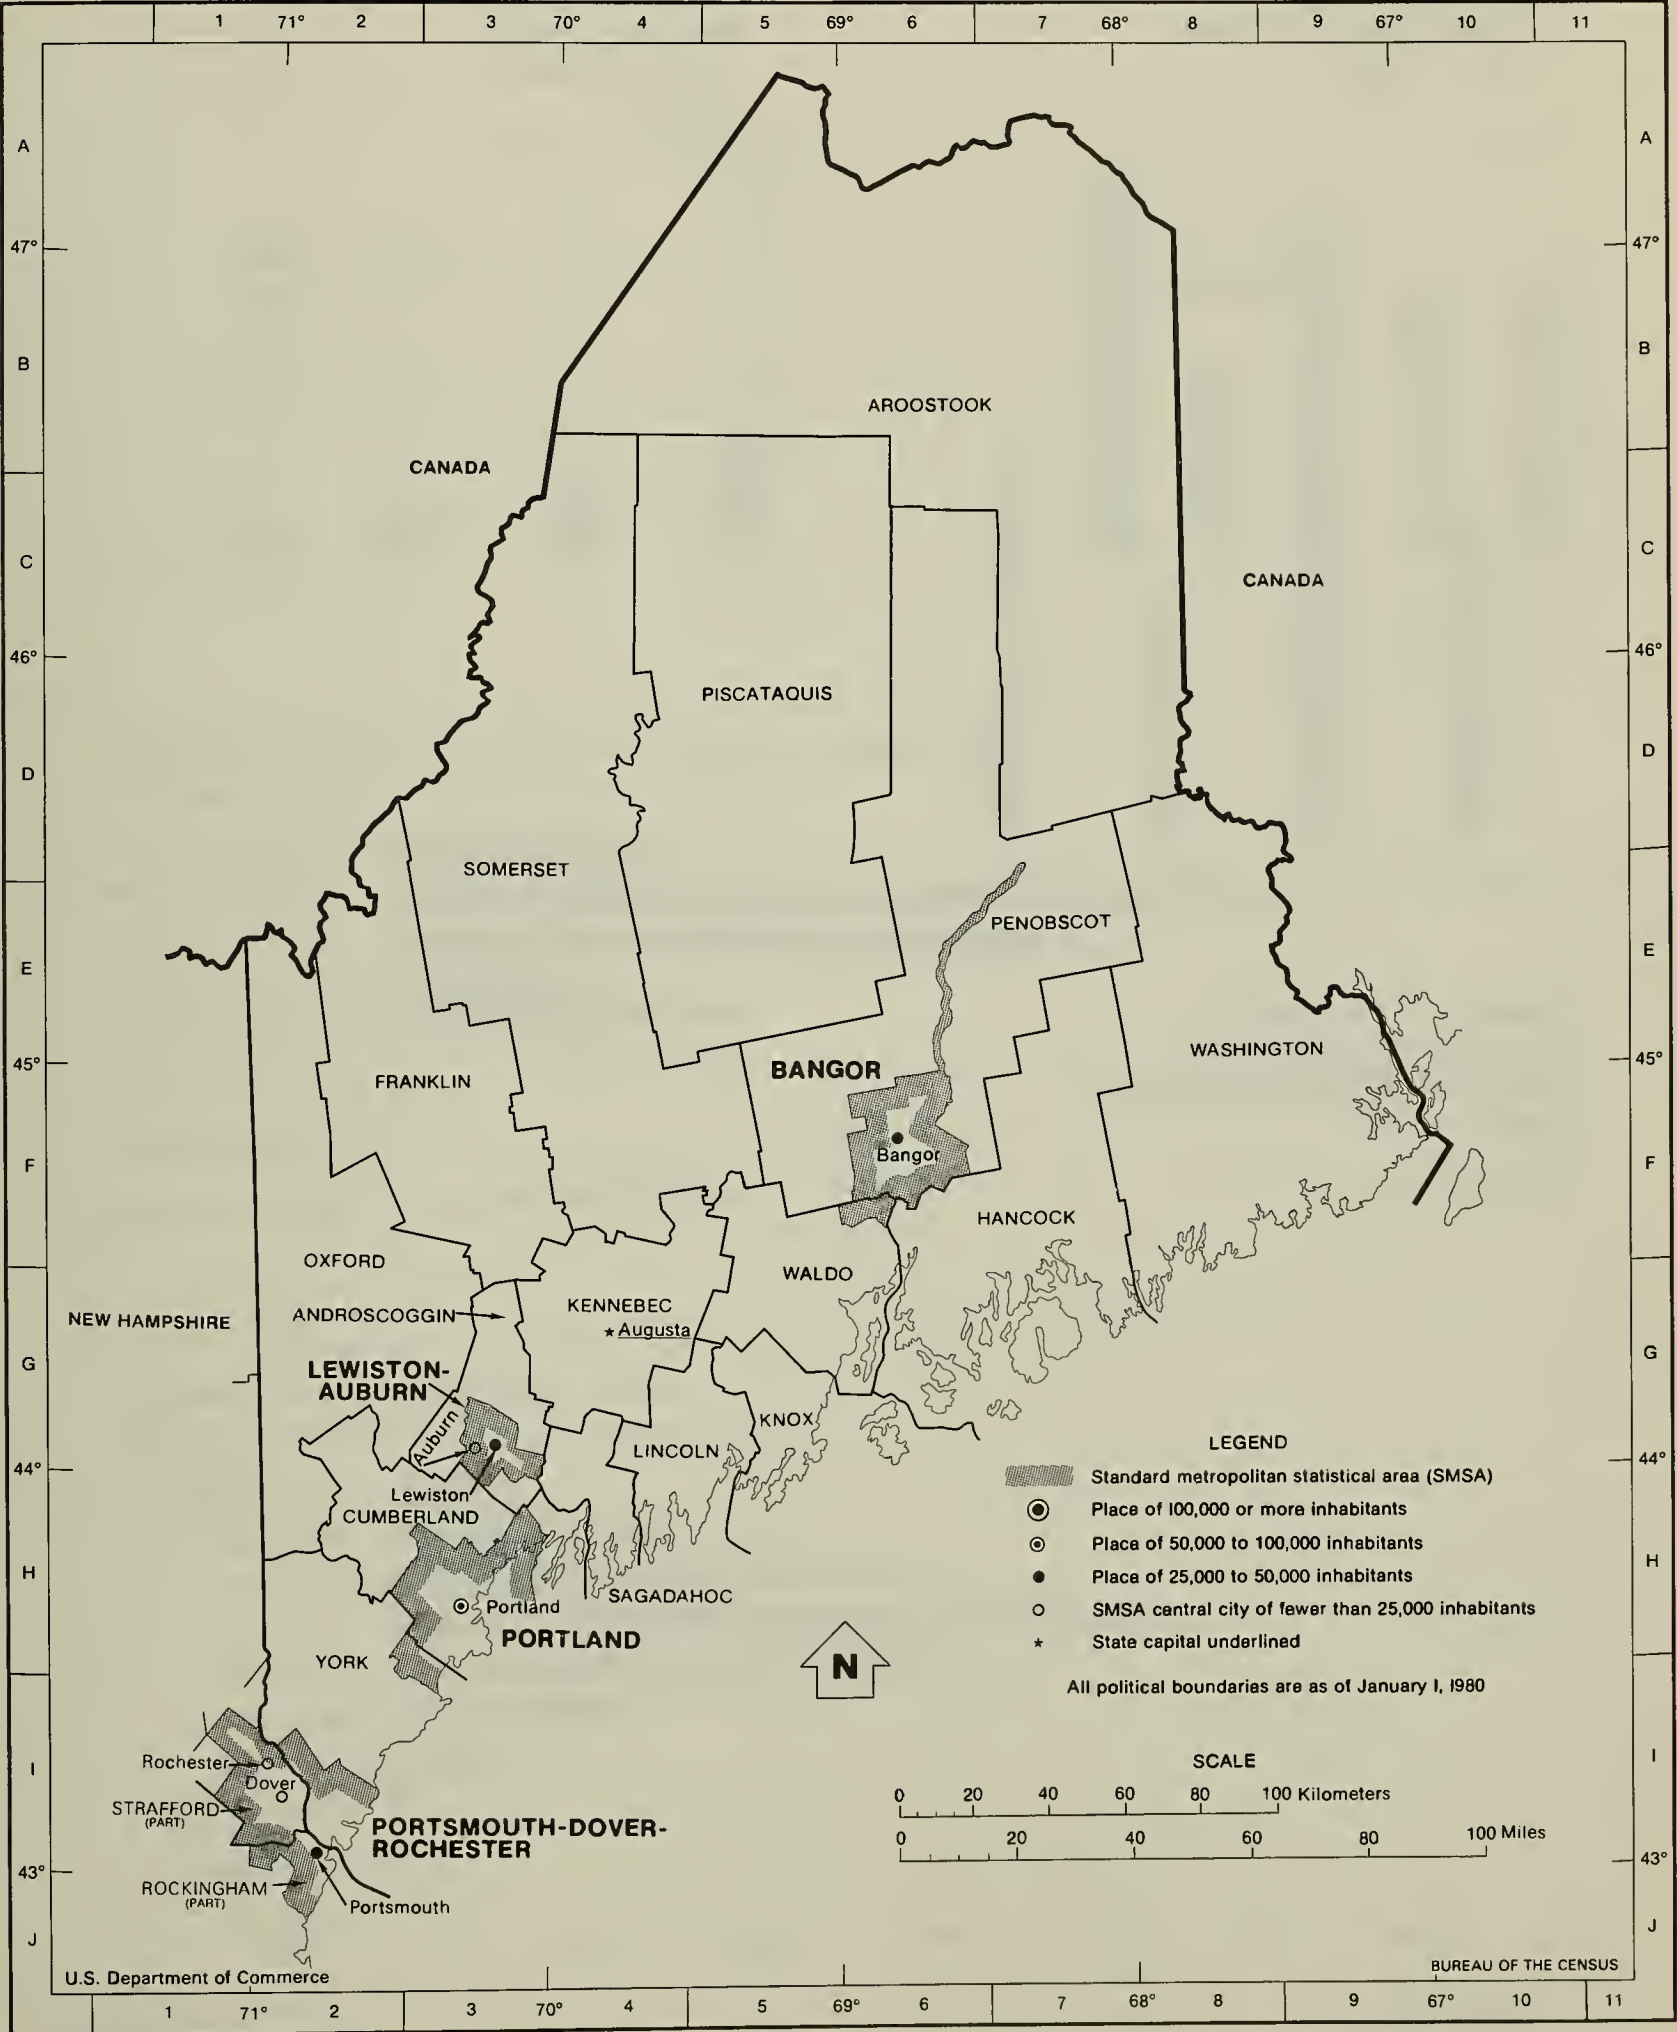 1 71° 2 3 70° 4 5 69° 6 7 68° 8 9 67° 10 11
A A
47° 47°
B B
AROOSTOOK
CANADA
C C
CANADA
46° 46°
PISCATAQUIS
D D
SOMERSET
PENOBSCOT
E E
WASHINGTON
45° 45°
BANGOR
FRANKLIN
Bangor
F F
HANCOCK
OXFORD
WALDO
KENNEBEC
ANDROSCOGGIN
NEW HAMPSHIRE
Augusta
G G
LEWISTON-
AUBURN
Auburn
KNOX
LINCOLN
44° 44°
Lewiston
CUMBERLAND
LEGEND
Standard metropolitan statistical area (SMSA)
Place of 100,000 or more inhabitants
Place of 50,000 to 100,000 inhabitants
Place of 25,000 to 50,000 inhabitants
SMSA central city of fewer than 25,000 inhabitants
State capital underlined
All political boundaries are as of January 1, 1980
H H
SAGADAHOC
Portland
PORTLAND
YORK
N
I I
Rochester
Dover
STRAFFORD
(PART)
PORTSMOUTH-DOVER-
ROCHESTER
SCALE
0 20 40 60 80 100 Kilometers
0 20 40 60 80 100 Miles
43° 43°
ROCKINGHAM
(PART)
Portsmouth
J J
U.S. Department of Commerce
BUREAU OF THE CENSUS
1 71° 2 3 70° 4 5 69° 6 7 68° 8 9 67° 10 11